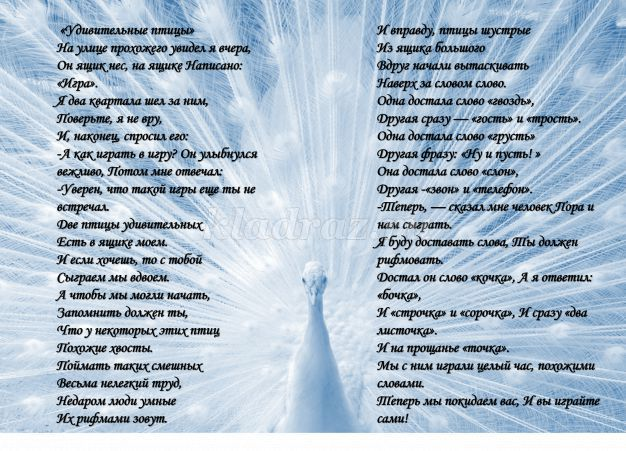 «Удивительные птицы»
На улице прохожего увидел я вчера,
Он ящик нес, на ящике Написано:
«Игра».
Я два квартала шел за ним,
Поверьте, я не вру,
И, наконец, спросил его:
-А как играть в игру? Он улыбнулся
вежливо, Потом мне отвечал:
-Уверен, что такой игры еще ты не
встречал.
Две птицы удивительных
Есть в ящике моем.
И если хочешь, то с тобой
Сыграем мы вдвоем.
А чтобы мы могли начать,
Запомнить должен ты,
Что у некоторых этих птиц
Похожие хвосты.
Поймать таких смешных
Весьма нелегкий труд,
Недаром люди умные
Их рифмами зовут.
И вправду, птицы шустрые
Из ящика большого
Вдруг начали вытаскивать
Наверх за словом слово.
Одна достала слово «гвоздь»,
Другая сразу — «гость» и «трость».
Одна достала слово «грусть»
Другая фразу: «Ну и пусть! »
Она достала слово «слон»,
Другая -«звон» и «телефон».
-Теперь, — сказал мне человек Пора и
нам сыграть.
Я буду доставать слова, Ты должен
рифмовать.
Достал он слово «кочка», А я ответил:
«бочка»,
И «строчка» и «сорочка», И сразу «два
листочка».
И на прощанье «точка».
Мы с ним играли целый час, похожими
словами.
Теперь мы покидаем вас, И вы играйте
сами!